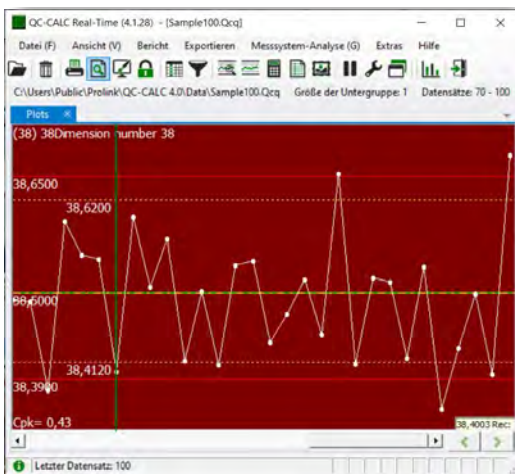 QC-CALC Real-Time (4.1.28) - [Sample100.Qcq]
Datei (F) Ansicht (V) Bericht Exportieren Messsystem-Analyse (G) Extras Hilfe
C:\Users\Public\Prolink\QC-CALC 4.0\Data\Sample100.Qcq Größe der Untergruppe: 1 Datensätze: 70 - 100
Plots
(38) 38Dimension number 38
38,6500
38,6200
38,5000
38,4120
38,3900
Cpk= 0,43
38,4003 Rec:
Letzter Datensatz: 100